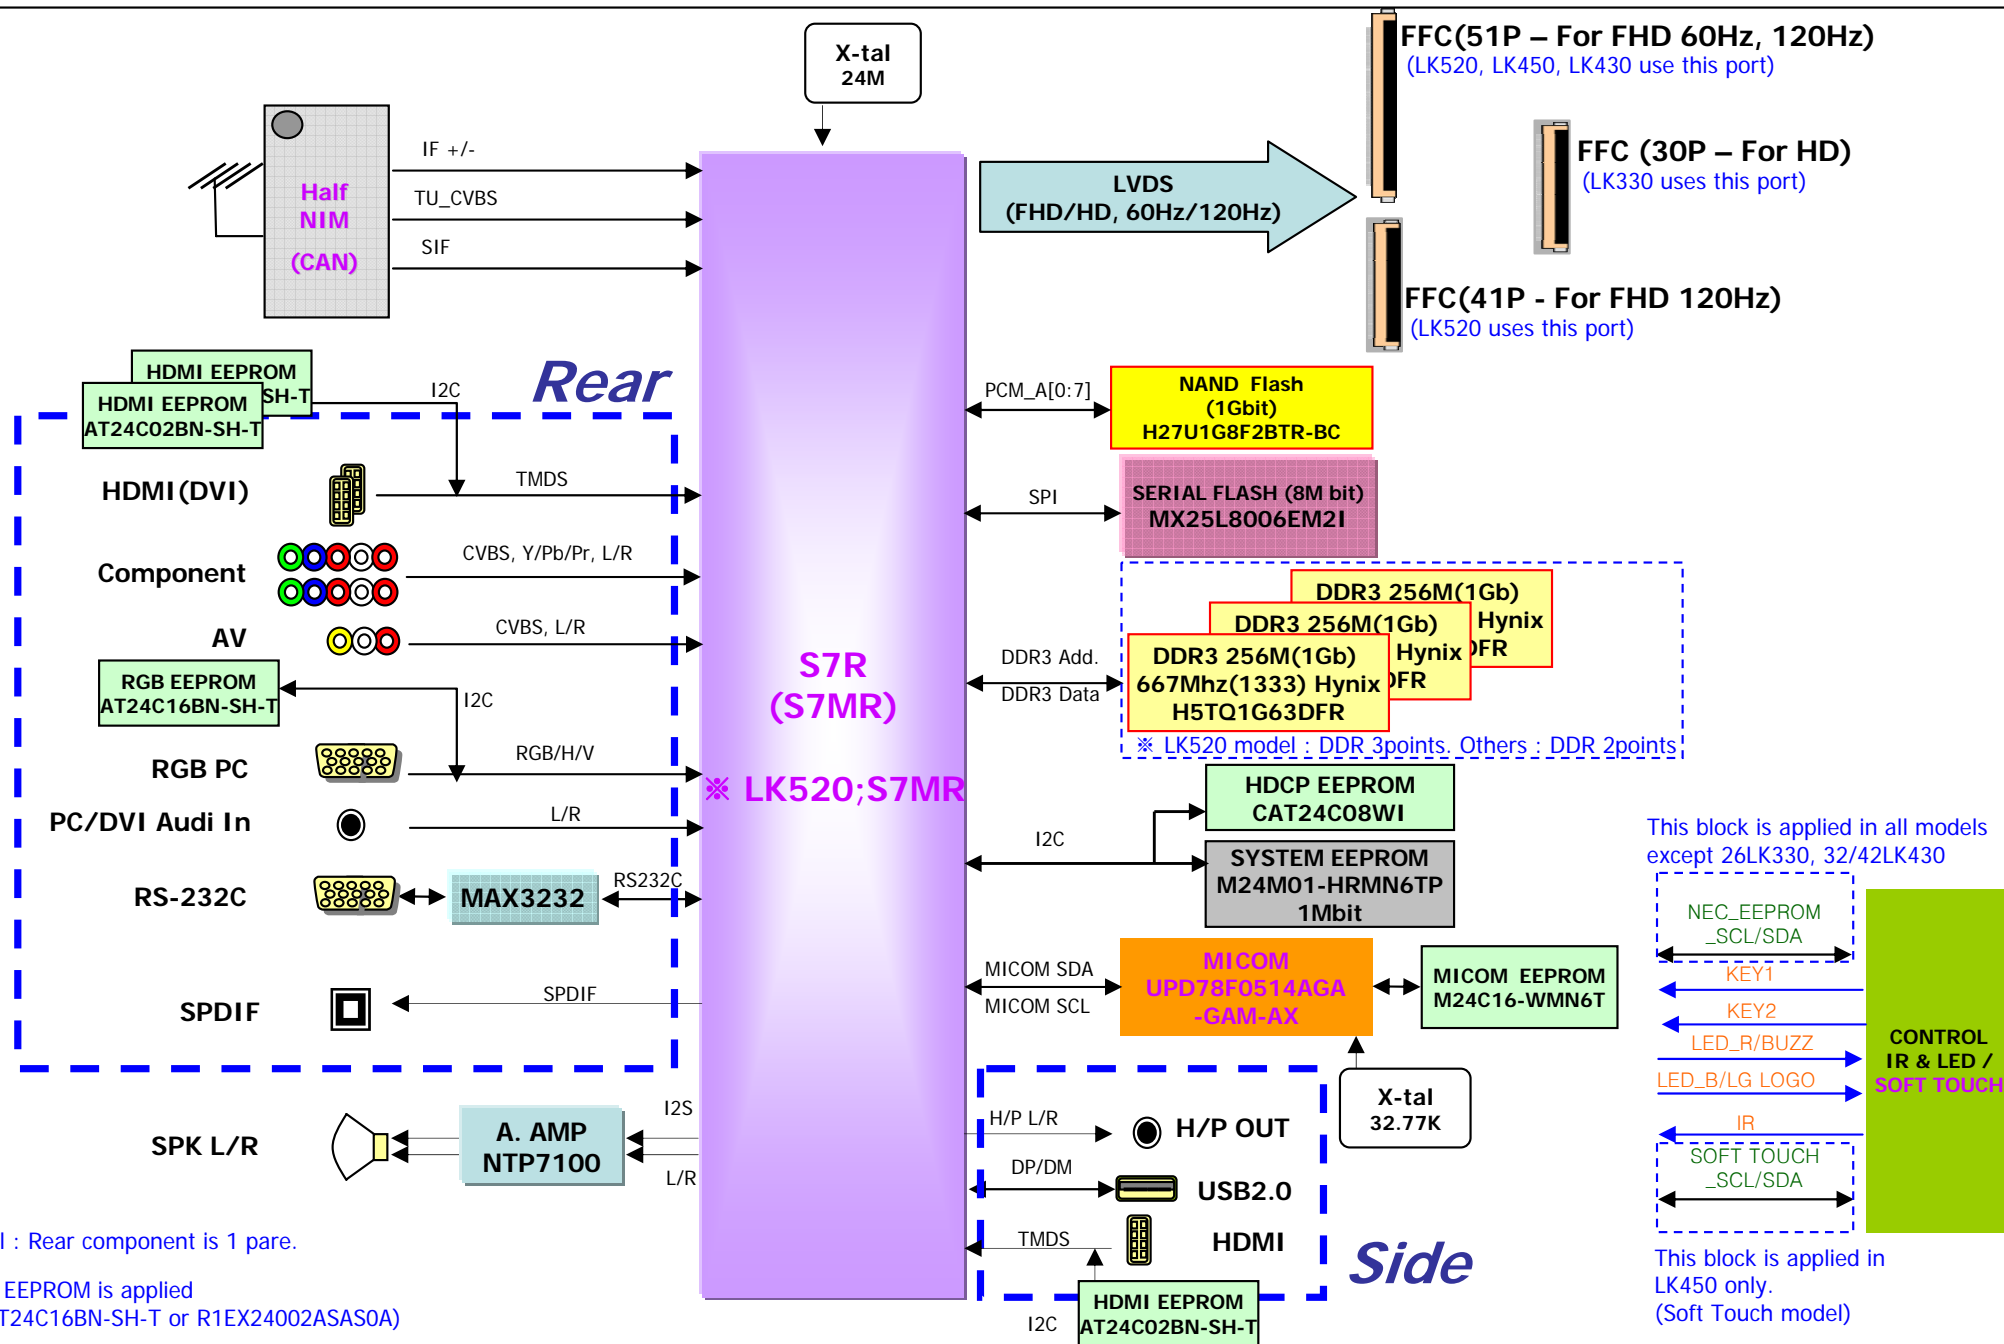 X-tal
24M
FFC(51P – For FHD 60Hz, 120Hz)
(LK520, LK450, LK430 use this port)
FFC (30P – For HD)
(LK330 uses this port)
FFC(41P - For FHD 120Hz)
(LK520 uses this port)
LVDS
(FHD/HD, 60Hz/120Hz)
Half
NIM
(CAN)
IF +/-
TU_CVBS
SIF
Rear
HDMI EEPROM
SH-T
HDMI EEPROM
AT24C02BN-SH-T
I2C
HDMI(DVI)
TMDS
Component
CVBS, Y/Pb/Pr, L/R
AV
CVBS, L/R
RGB EEPROM
AT24C16BN-SH-T
I2C
RGB PC
RGB/H/V
PC/DVI Audi In
L/R
RS-232C
MAX3232
RS232C
SPDIF
SPDIF
SPK L/R
A. AMP
NTP7100
I2S
L/R
S7R
(S7MR)
※ LK520;S7MR
PCM_A[0:7]
NAND Flash
(1Gbit)
H27U1G8F2BTR-BC
SPI
SERIAL FLASH (8M bit)
MX25L8006EM2I
DDR3 256M(1Gb)
Hynix
DFR
DDR3 256M(1Gb)
Hynix
DFR
DDR3 256M(1Gb)
667Mhz(1333) Hynix
H5TQ1G63DFR
DDR3 Add.
DDR3 Data
※ LK520 model : DDR 3points. Others : DDR 2points
I2C
HDCP EEPROM
CAT24C08WI
SYSTEM EEPROM
M24M01-HRMN6TP
1Mbit
MICOM SDA
MICOM SCL
MICOM
UPD78F0514AGA
-GAM-AX
MICOM EEPROM
M24C16-WMN6T
X-tal
32.77K
H/P L/R
H/P OUT
DP/DM
USB2.0
TMDS
HDMI
Side
I2C
HDMI EEPROM
AT24C02BN-SH-T
This block is applied in all models
except 26LK330, 32/42LK430
NEC_EEPROM
_SCL/SDA
KEY1
KEY2
LED_R/BUZZ
LED_B/LG LOGO
IR
SOFT TOUCH
_SCL/SDA
CONTROL
IR & LED /
SOFT TOUCH
This block is applied in
LK450 only.
(Soft Touch model)
: Rear component is 1 pare.
EEPROM is applied
T24C16BN-SH-T or R1EX24002ASAS0A)